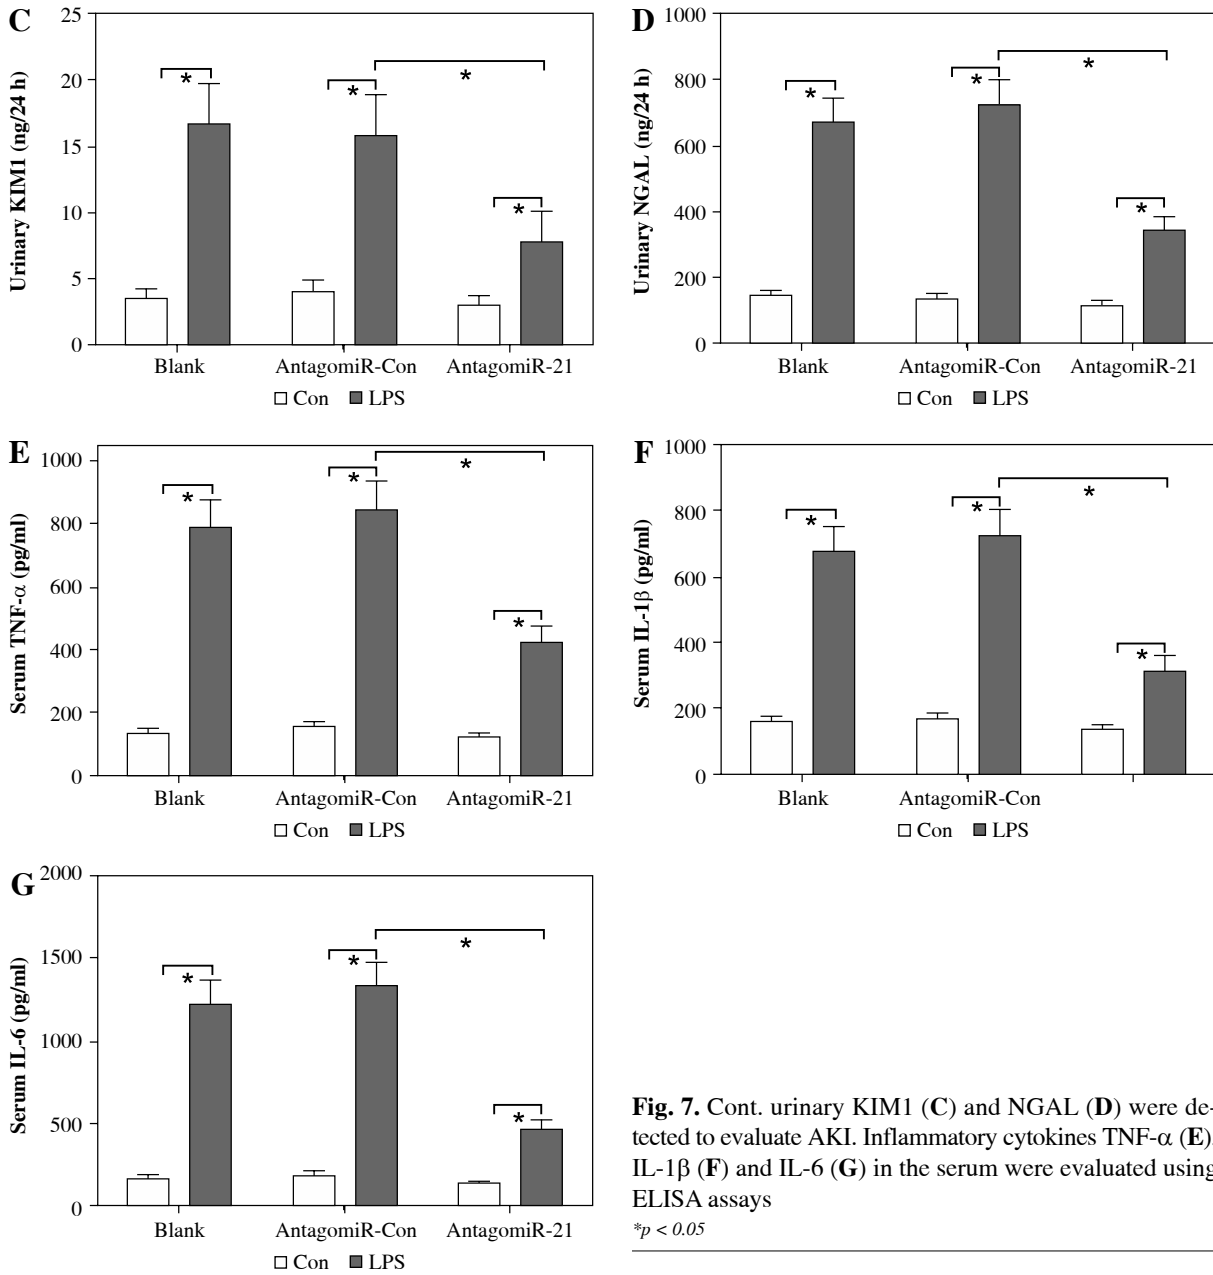 C
25
20
15
10
5
0
Urinary KIM1 (ng/24 h)
*
*
*
*
Blank AntagomiR-Con AntagomiR-21
Con LPS
D
1000
800
600
400
200
0
Urinary NGAL (ng/24 h)
*
*
*
*
Blank AntagomiR-Con AntagomiR-21
Con LPS
E
1000
800
600
400
200
0
Serum TNF-α (pg/ml)
*
*
*
*
Blank AntagomiR-Con AntagomiR-21
Con LPS
F
1000
800
600
400
200
0
Serum IL-1β (pg/ml)
*
*
*
*
Blank AntagomiR-Con
Con LPS
G
2000
1500
1000
500
0
Serum IL-6 (pg/ml)
*
*
*
*
Blank AntagomiR-Con AntagomiR-21
Con LPS
Fig. 7. Cont. urinary KIM1 (C) and NGAL (D) were de-
tected to evaluate AKI. Inflammatory cytokines TNF-α (E),
IL-1β (F) and IL-6 (G) in the serum were evaluated using
ELISA assays
*p < 0.05